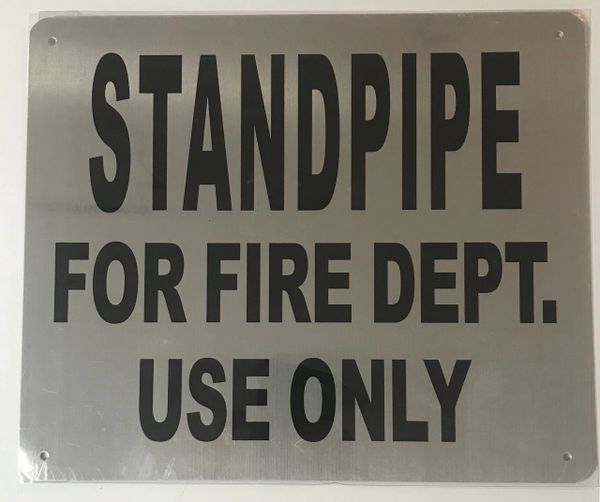 STANDPIPE
FOR FIRE DEPT.
USE ONLY